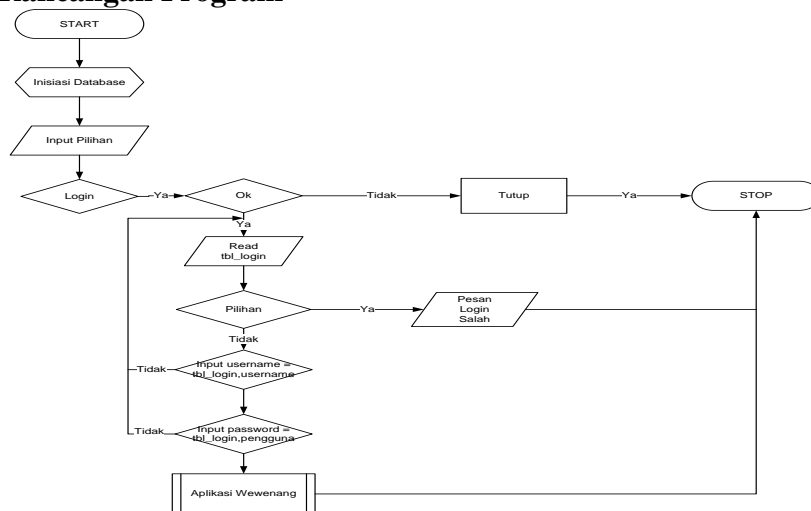 Rancangan Program
START
Inisiasi Database
Input Pilihan
Login
Ya
Ok
Tidak
Tutup
Ya
STOP
Ya
Read
tbl_login
Pilihan
Ya
Pesan
Login
Salah
Tidak
Input username =
tbl_login,username
Tidak
Input password =
tbl_login,pengguna
Tidak
Aplikasi Wewenang